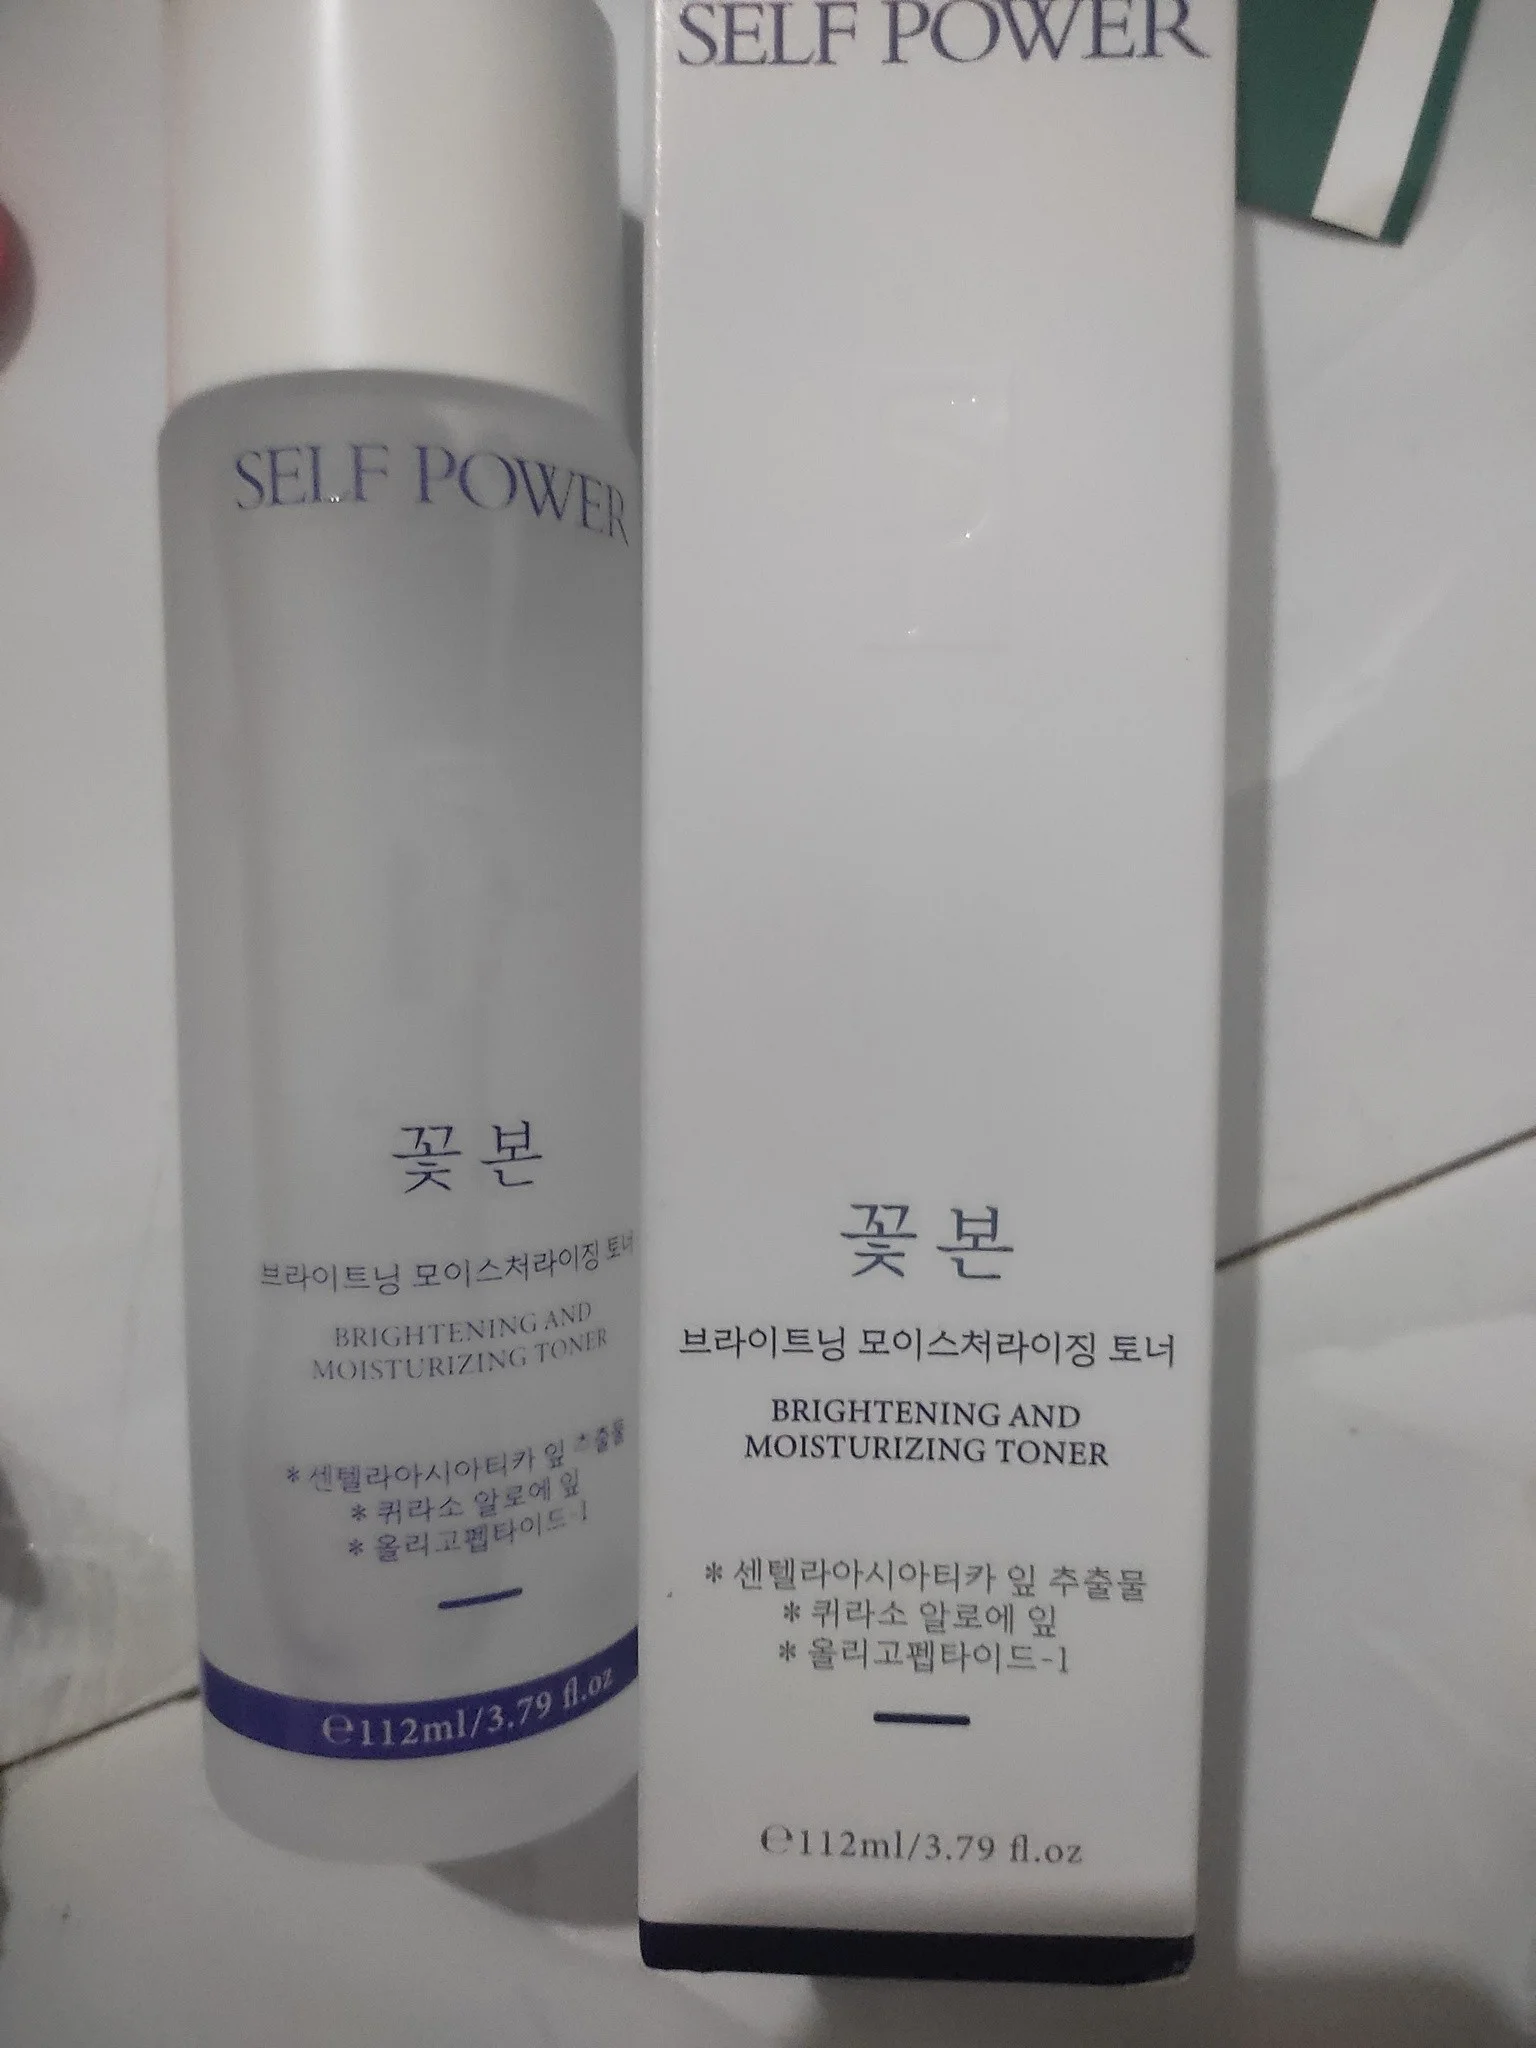 SELF POWER
꽃 본
브라이트닝 모이스처라이징 토너
BRIGHTENING AND
MOISTURIZING TONER
* 센텔라아시아티카 잎 추출물
* 퀴라소 알로에 잎
* 올리고펩타이드-1
℮112ml/3.79 fl.oz
SELF POWER
꽃 본
브라이트닝 모이스처라이징 토너
BRIGHTENING AND
MOISTURIZING TONER
* 센텔라아시아티카 잎 추출물
* 퀴라소 알로에 잎
* 올리고펩타이드-1
℮112ml/3.79 fl.oz